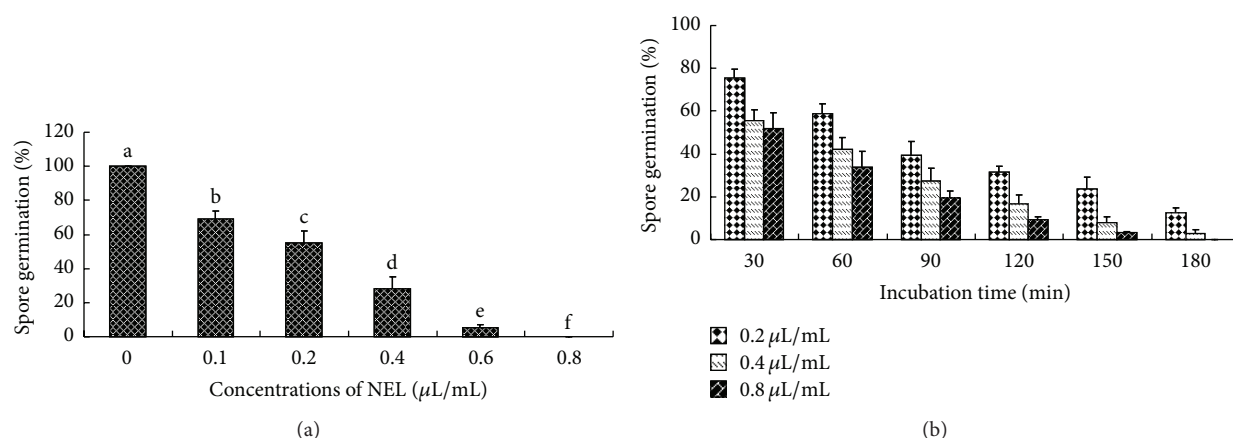 Spore germination (%)
120
100
80
60
40
20
0
a
b
c
d
e
f
0 0.1 0.2 0.4 0.6 0.8
Concentrations of NEL (μL/mL)
(a)
Spore germination (%)
100
80
60
40
20
0
30 60 90 120 150 180
Incubation time (min)
0.2 μL/mL
0.4 μL/mL
0.8 μL/mL
(b)